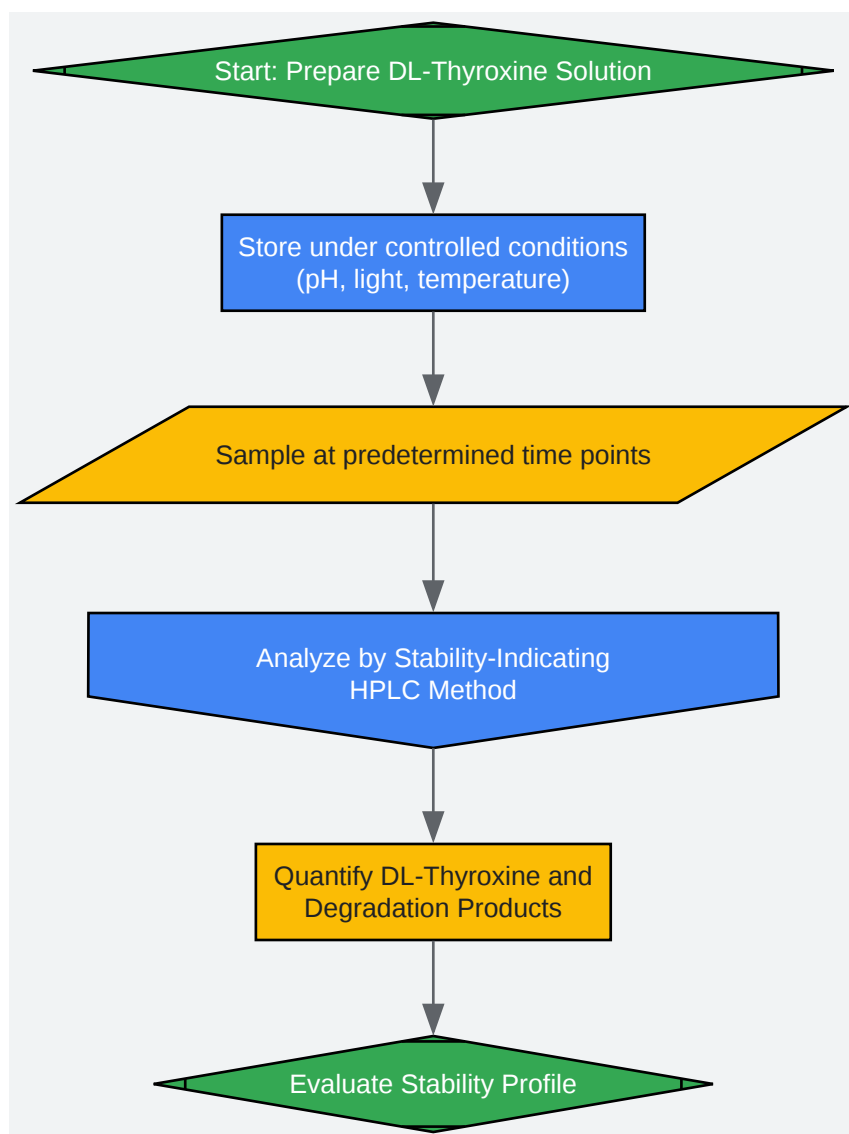 Start: Prepare DL-Thyroxine Solution
Store under controlled conditions
(pH, light, temperature)
Sample at predetermined time points
Analyze by Stability-Indicating
HPLC Method
Quantify DL-Thyroxine and
Degradation Products
Evaluate Stability Profile